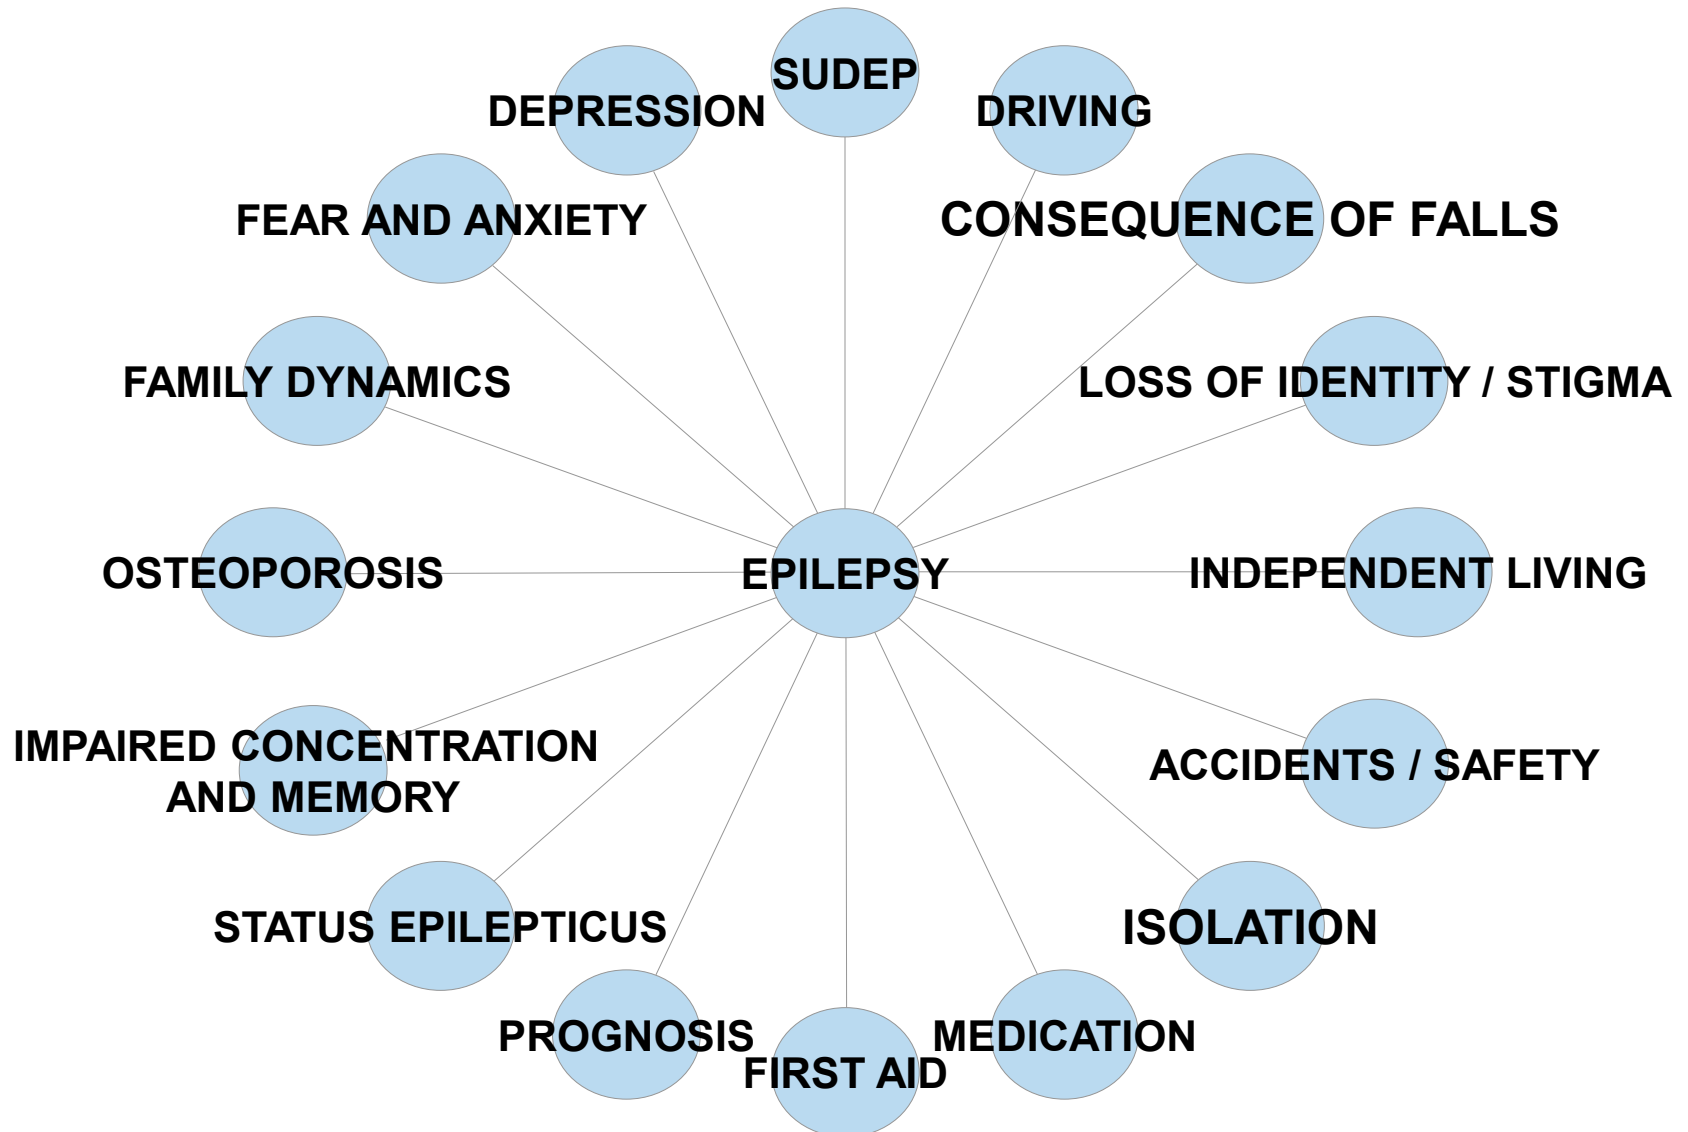 SUDEP
DEPRESSION
DRIVING
FEAR AND ANXIETY
CONSEQUENCE OF FALLS
FAMILY DYNAMICS
LOSS OF IDENTITY / STIGMA
OSTEOPOROSIS
EPILEPSY
INDEPENDENT LIVING
IMPAIRED CONCENTRATION
AND MEMORY
ACCIDENTS / SAFETY
STATUS EPILEPTICUS
ISOLATION
PROGNOSIS
MEDICATION
FIRST AID